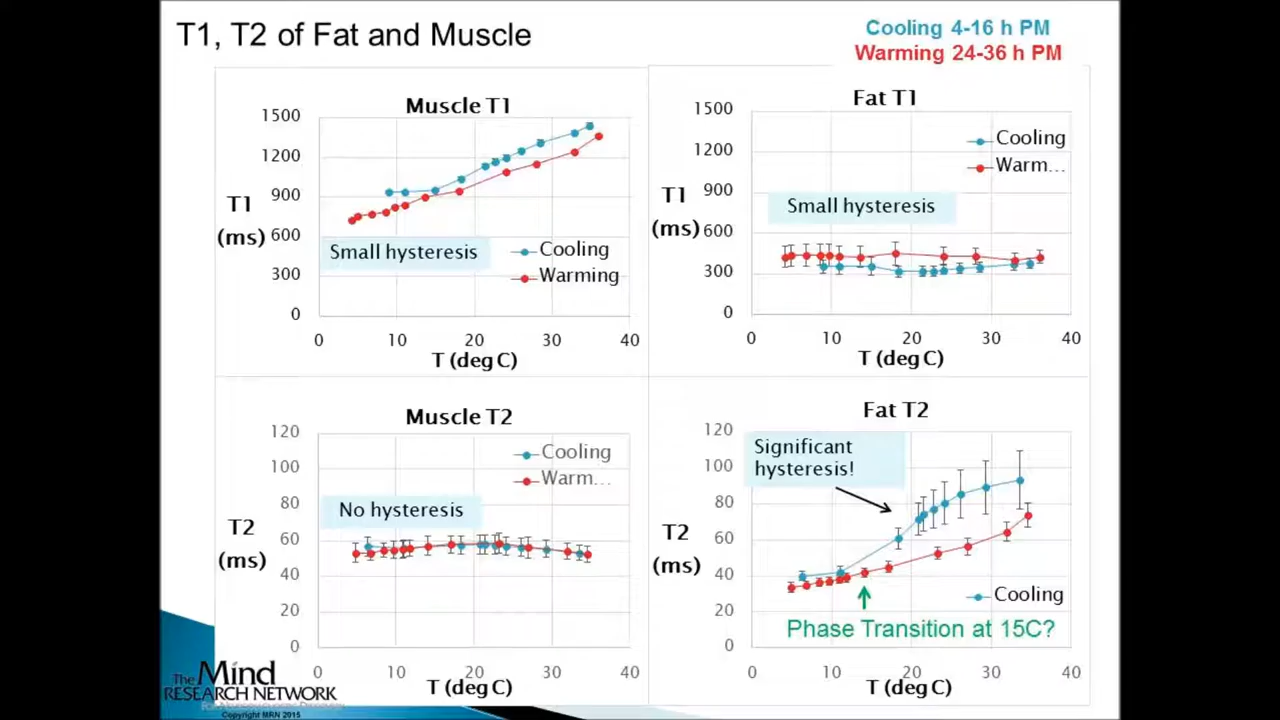 T1, T2 of Fat and Muscle
Cooling 4-16 h PM
Warming 24-36 h PM
Muscle T1
1500
1200
900
600
300
0
T1
(ms)
Small hysteresis
Cooling
Warming
0 10 20 30 40
T (deg C)
Fat T1
1500
1200
900
600
300
0
T1
(ms)
Cooling
Warm...
Small hysteresis
0 10 20 30 40
T (deg C)
Muscle T2
120
100
80
60
40
20
0
T2
(ms)
Cooling
Warm...
No hysteresis
0 10 20 30 40
T (deg C)
Fat T2
120
100
80
60
40
20
0
T2
(ms)
Significant
hysteresis!
Cooling
Phase Transition at 15C?
0 10 20 30 40
T (deg C)
The Mind
RESEARCH NETWORK
Copyright MRN 2015